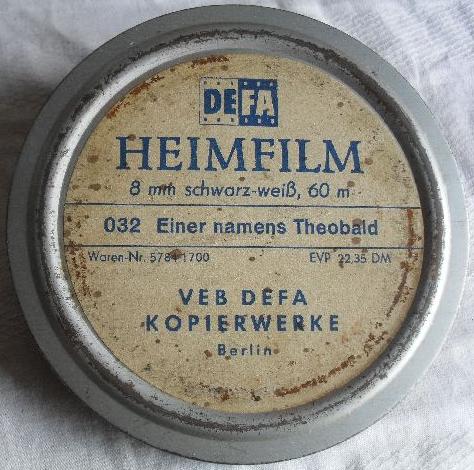 DEFA
HEIMFILM
8 mm schwarz-weiß, 60 m
032 Einer namens Theobald
Waren-Nr. 5784 1700 EVP 22,35 DM
VEB DEFA
KOPIERWERKE
Berlin